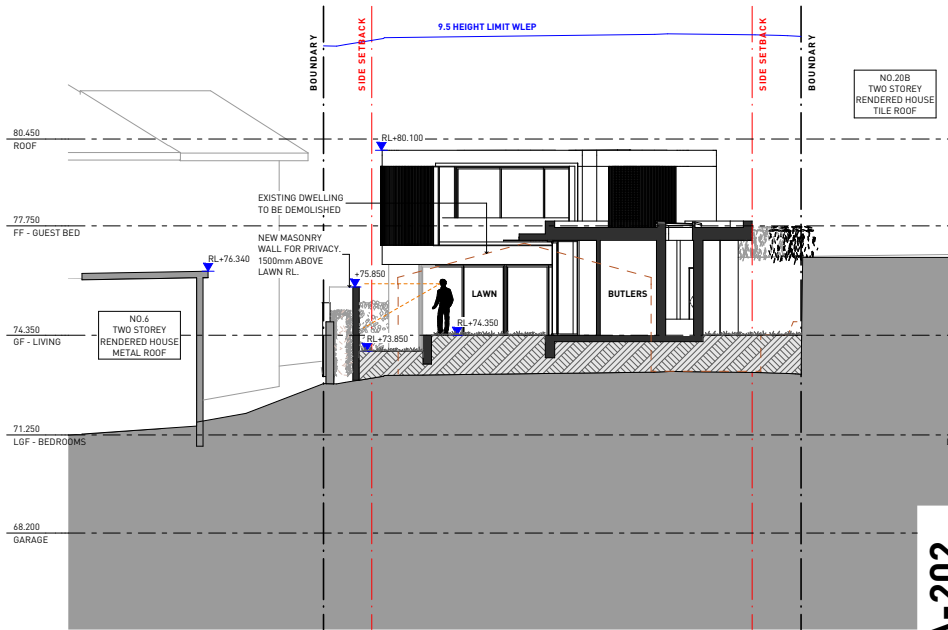 9.5 HEIGHT LIMIT WLEP
BOUNDARY
SIDE SETBACK
SIDE SETBACK
BOUNDARY
NO.20B
TWO STOREY
RENDERED HOUSE
TILE ROOF
80.450
ROOF
RL+80.100
EXISTING DWELLING
TO BE DEMOLISHED
77.750
FF - GUEST BED
NEW MASONRY
WALL FOR PRIVACY.
1500mm ABOVE
LAWN RL.
RL+76.340
+75.850
LAWN
BUTLERS
NO.6
TWO STOREY
RENDERED HOUSE
METAL ROOF
RL+74.350
74.350
GF - LIVING
RL+73.850
71.250
LGF - BEDROOMS
68.200
GARAGE